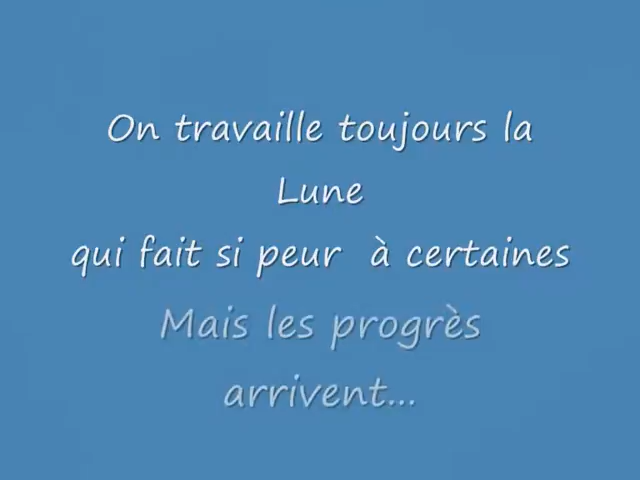 On travaille toujours la
Lune
qui fait si peur à certaines
Mais les progrès
arrivent...